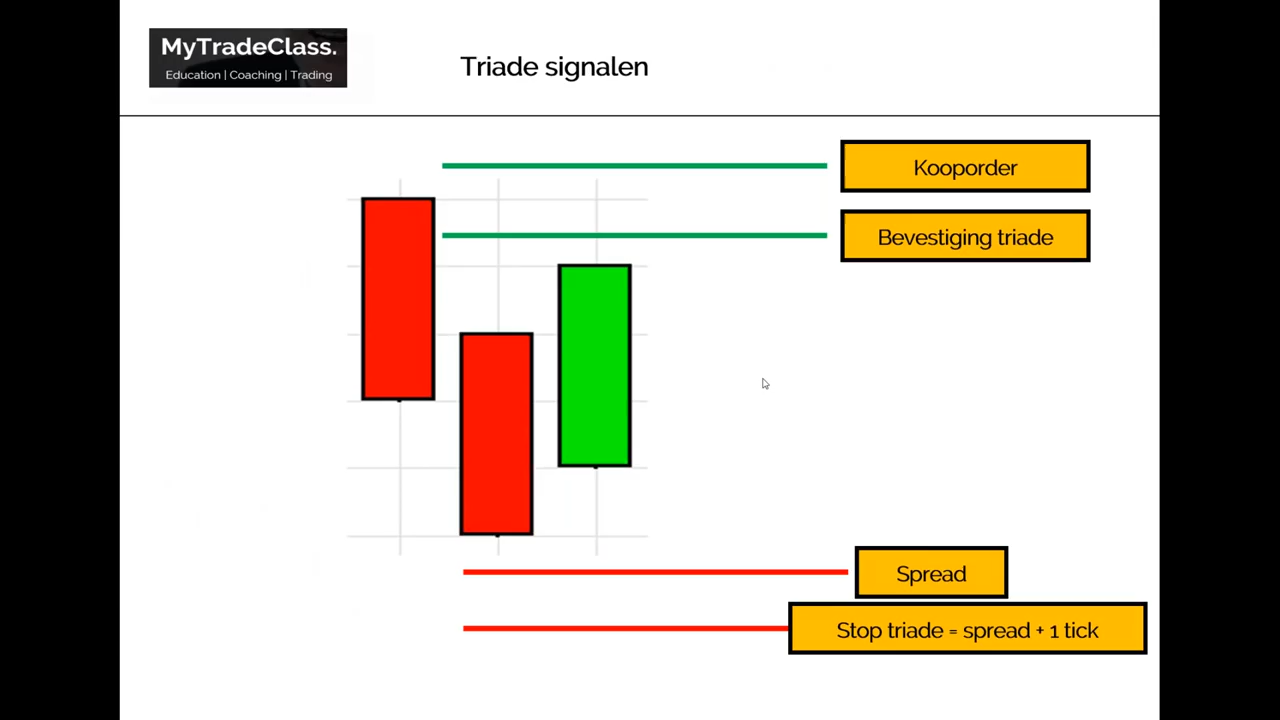 MyTradeClass.
Education | Coaching | Trading
Triade signalen
Kooporder
Bevestiging triade
Spread
Stop triade = spread + 1 tick